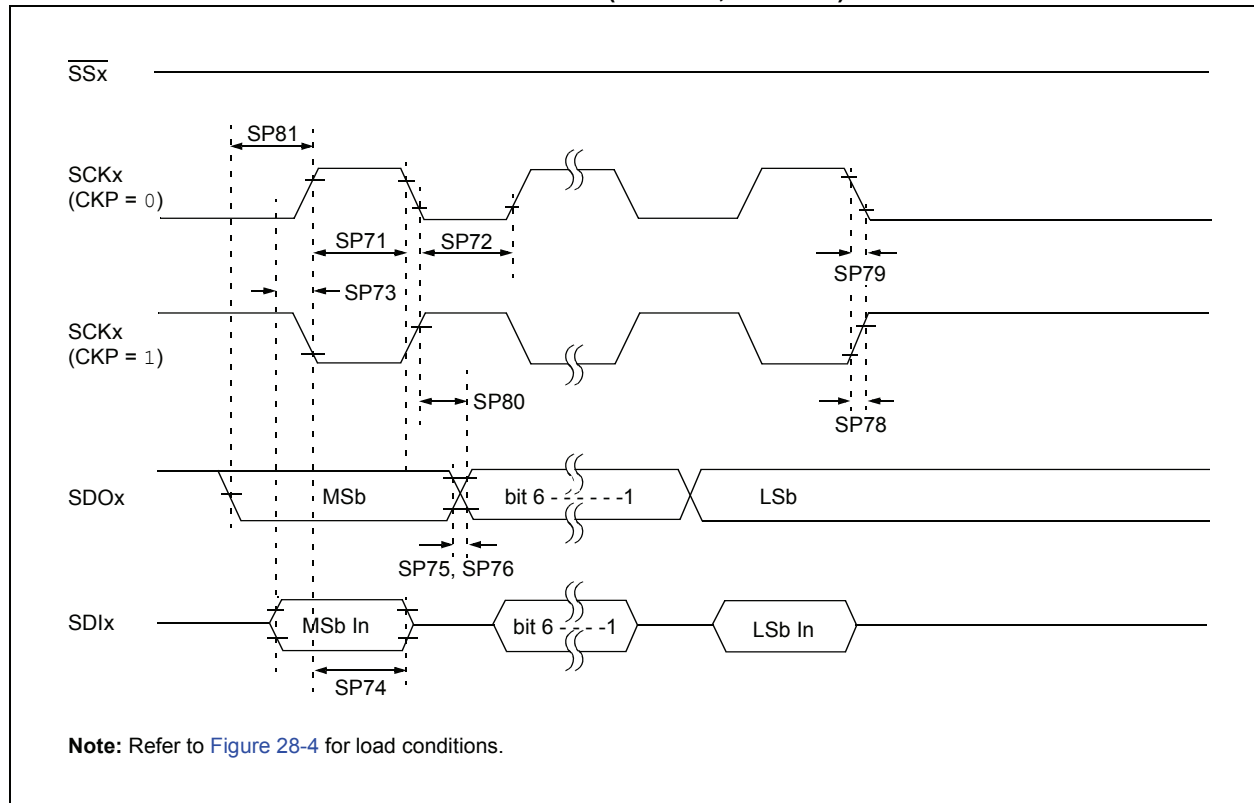 SSx
SP81
SCKx
(CKP = 0)
SP71
SP72
SP79
SP73
SCKx
(CKP = 1)
SP80
SP78
SDOx
MSb
bit 6 - - - - - - -1
LSb
SP75, SP76
SDIx
MSb In
bit 6 - - - - -1
LSb In
SP74
Note: Refer to Figure 28-4 for load conditions.